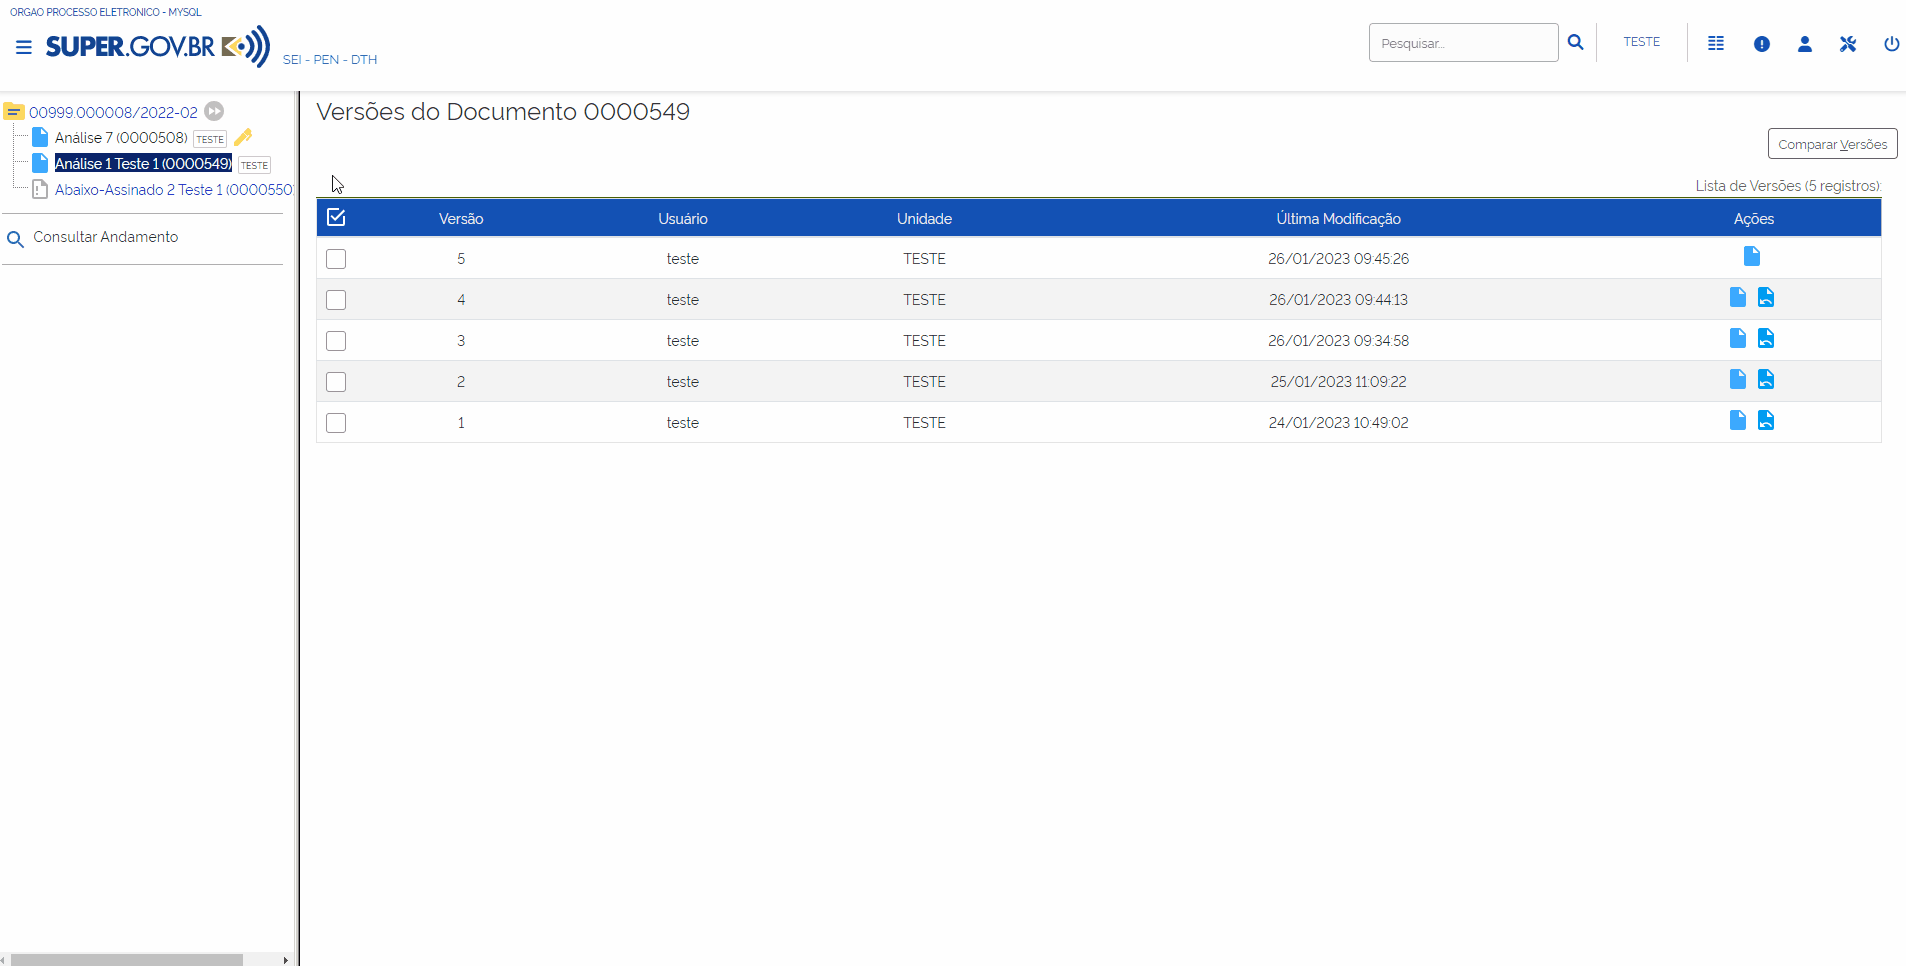 ORGAO PROCESSO ELETRONICO - MYSQL
SUPER.GOV.BR
SEI - PEN - DTH
Pesquisar...
TESTE
00999.000008/2022-02
Análise 7 (0000508) TESTE
Análise 1 Teste 1 (0000549) TESTE
Abaixo-Assinado 2 Teste 1 (0000550)
Consultar Andamento
Versões do Documento 0000549
Comparar Versões
Lista de Versões (5 registros):
Versão Usuário Unidade Última Modificação Ações
5 teste TESTE 26/01/2023 09:45:26
4 teste TESTE 26/01/2023 09:44:13
3 teste TESTE 26/01/2023 09:34:58
2 teste TESTE 25/01/2023 11:09:22
1 teste TESTE 24/01/2023 10:49:02